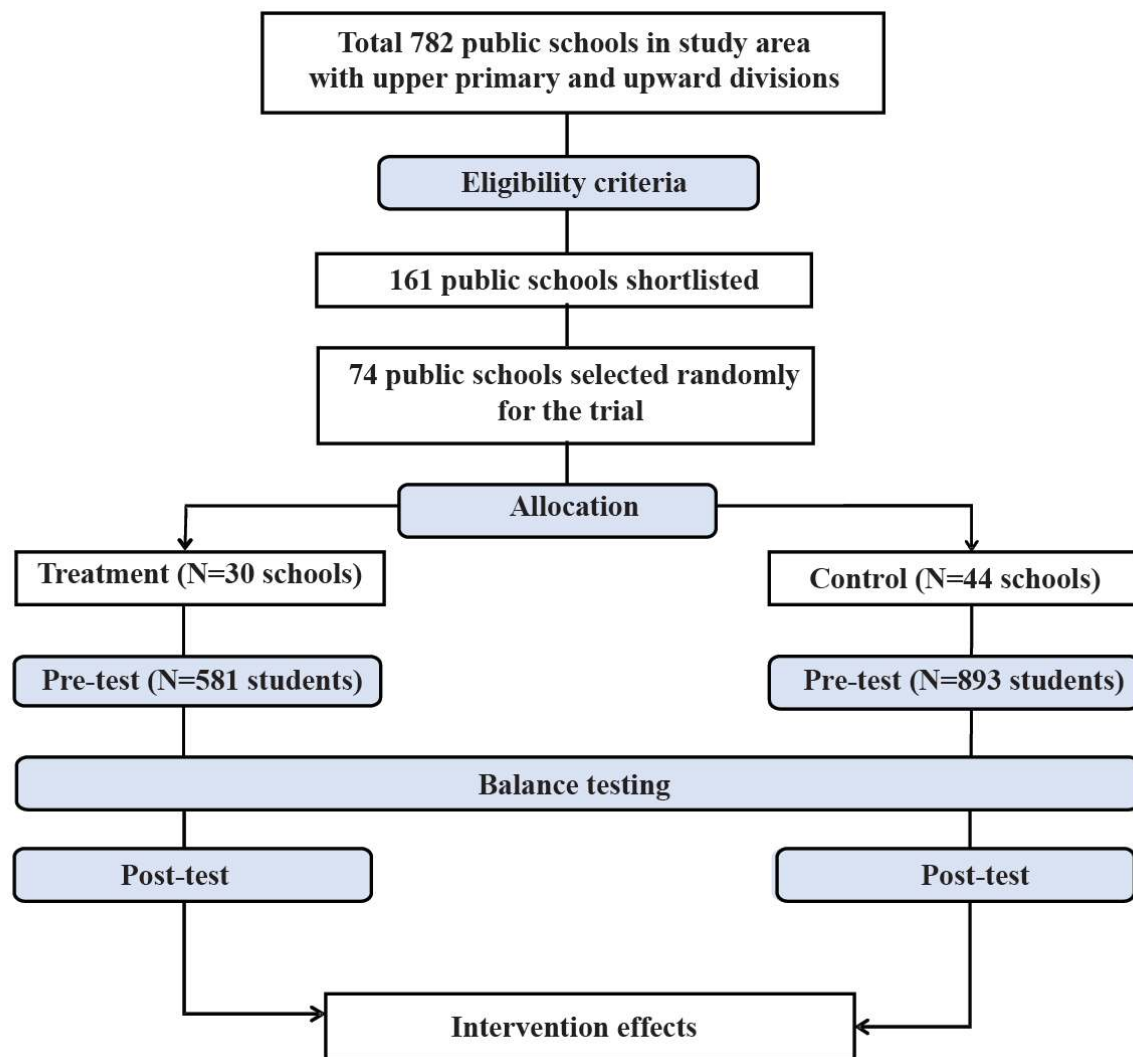 Total 782 public schools in study area
with upper primary and upward divisions
Eligibility criteria
161 public schools shortlisted
74 public schools selected randomly
for the trial
Allocation
Treatment (N=30 schools)
Control (N=44 schools)
Pre-test (N=581 students)
Pre-test (N=893 students)
Balance testing
Post-test
Post-test
Intervention effects